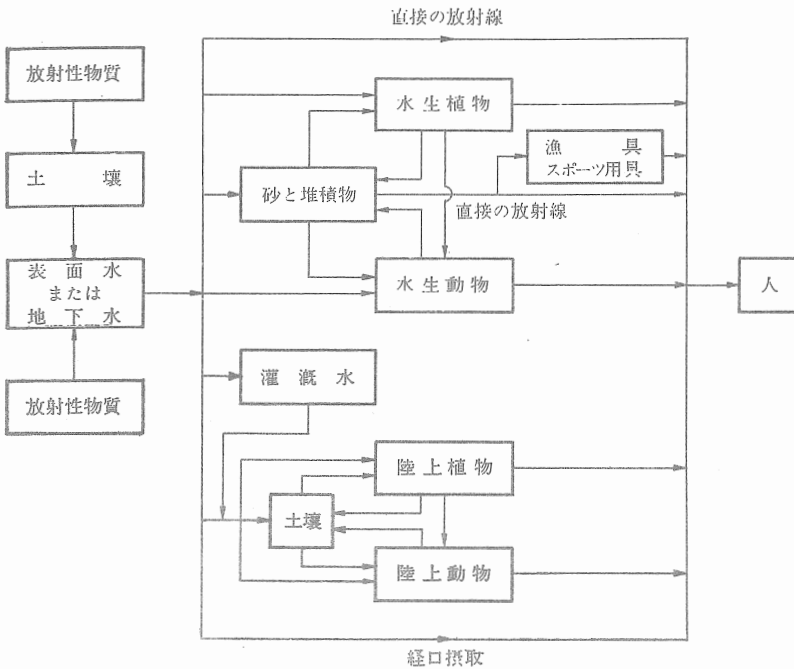 直接の放射線
放射性物質
土壌
表面水
または
地下水
放射性物質
水生植物
砂と堆積物
漁具
スポーツ用具
直接の放射線
水生動物
人
灌漑水
陸上植物
土壌
陸上動物
経口摂取